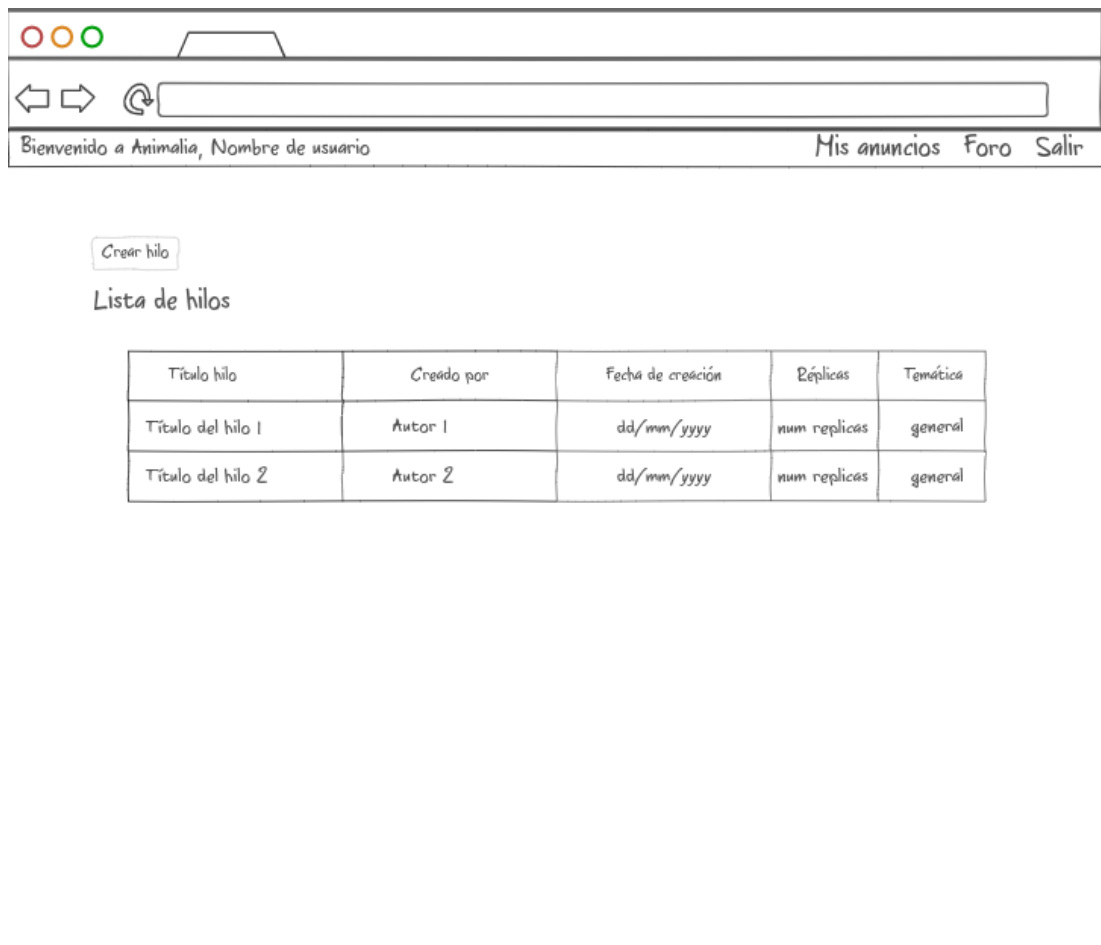 Bienvenido a Animalia, Nombre de usuario Mis anuncios Foro Salir
Crear hilo
Lista de hilos
Título hilo Creado por Fecha de creación Réplicas Temática
Título del hilo 1 Autor 1 dd/mm/yyyy num replicas general
Título del hilo 2 Autor 2 dd/mm/yyyy num replicas general